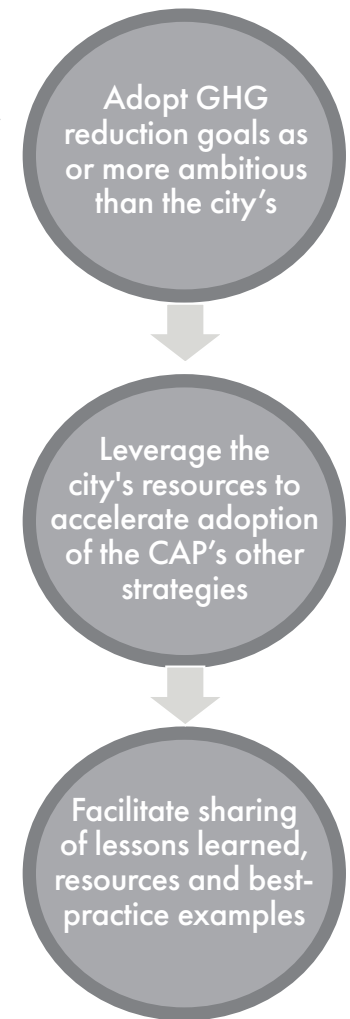 Adopt GHG
reduction goals as
or more ambitious
than the city’s
Leverage the
city's resources to
accelerate adoption
of the CAP’s other
strategies
Facilitate sharing
of lessons learned,
resources and best-
practice examples